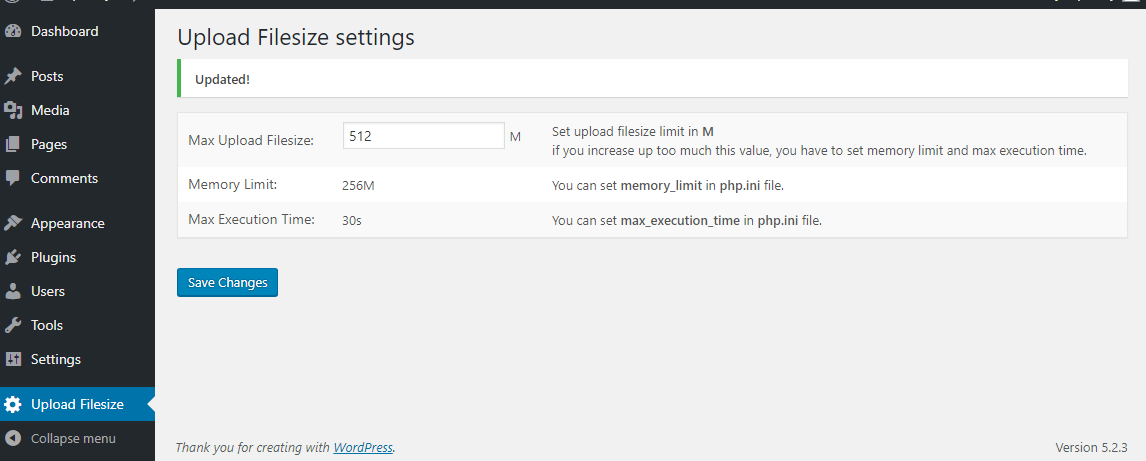 Dashboard
Posts
Media
Pages
Comments
Appearance
Plugins
Users
Tools
Settings
Upload Filesize
Collapse menu
Upload Filesize settings
Updated!
Max Upload Filesize: 512 M Set upload filesize limit in M
if you increase up too much this value, you have to set memory limit and max execution time.
Memory Limit: 256M You can set memory_limit in php.ini file.
Max Execution Time: 30s You can set max_execution_time in php.ini file.
Save Changes
Thank you for creating with WordPress. Version 5.2.3